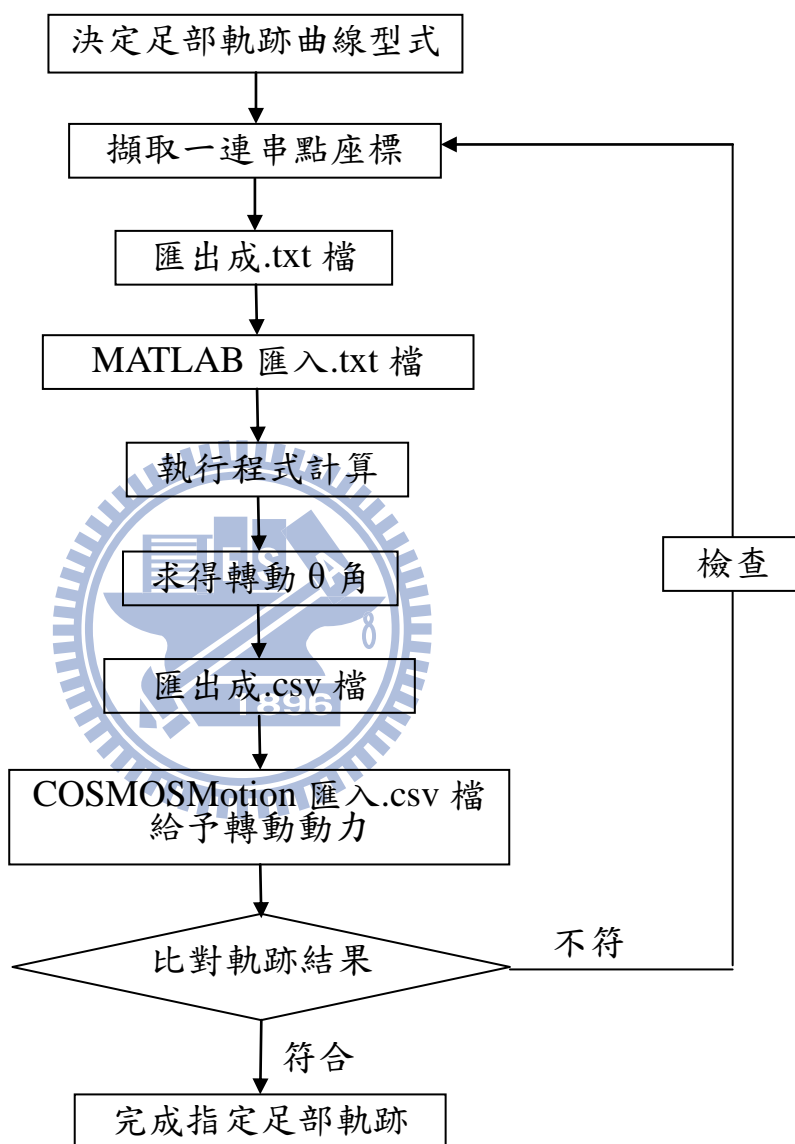 決定足部軌跡曲線型式
擷取一連串點座標
匯出成.txt 檔
MATLAB 匯入.txt 檔
執行程式計算
求得轉動 θ 角
檢查
匯出成.csv 檔
1896
COSMOSMotion 匯入.csv 檔
給予轉動動力
比對軌跡結果
不符
符合
完成指定足部軌跡